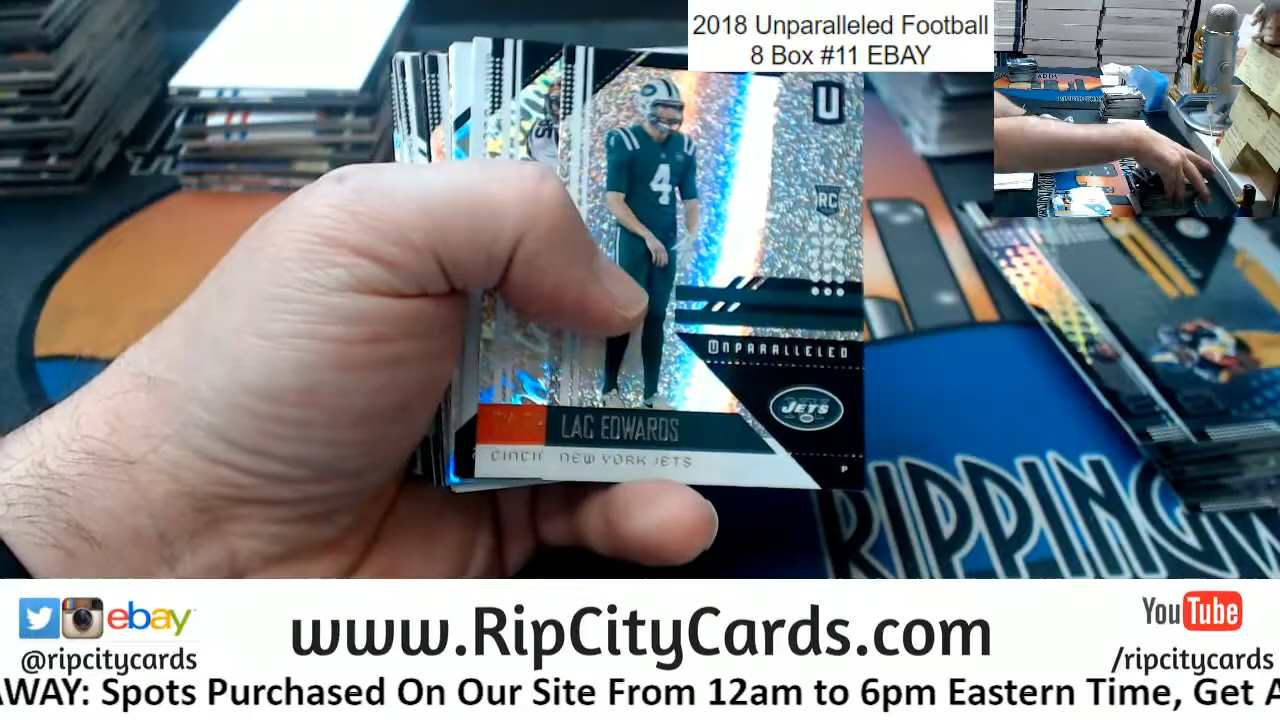 2018 Unparalleled Football
8 Box #11 EBAY
U
4
RC
UNPARALLELED
JETS
LAC EDWARDS
CINCI NEW YORK JETS
P
RIPPING
ebay
@ripcitycards
www.RipCityCards.com
YouTube
/ripcitycards
AWAY: Spots Purchased On Our Site From 12am to 6pm Eastern Time, Get A